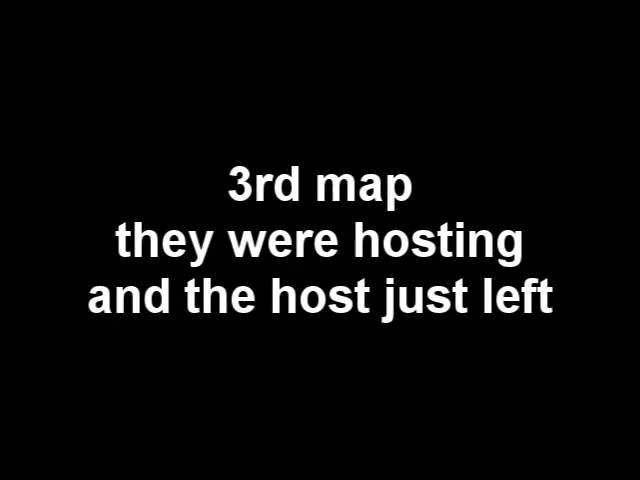 3rd map
they were hosting
and the host just left